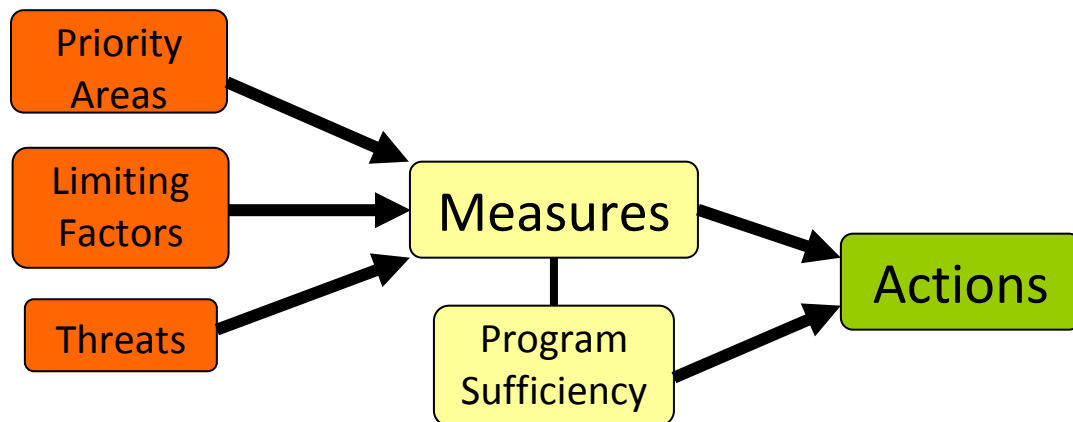 Priority
Areas
Limiting
Factors
Threats
Measures
Program
Sufficiency
Actions